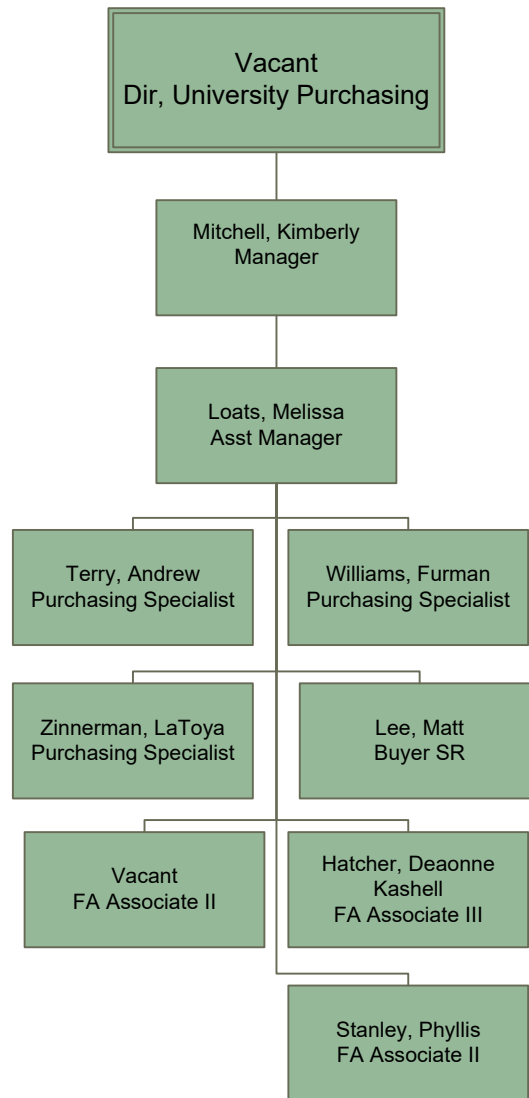 Vacant
Dir, University Purchasing
Mitchell, Kimberly
Manager
Loats, Melissa
Asst Manager
Terry, Andrew
Purchasing Specialist
Williams, Furman
Purchasing Specialist
Zinnerman, LaToya
Purchasing Specialist
Lee, Matt
Buyer SR
Vacant
FA Associate II
Hatcher, Deaonne
Kashell
FA Associate III
Stanley, Phyllis
FA Associate II